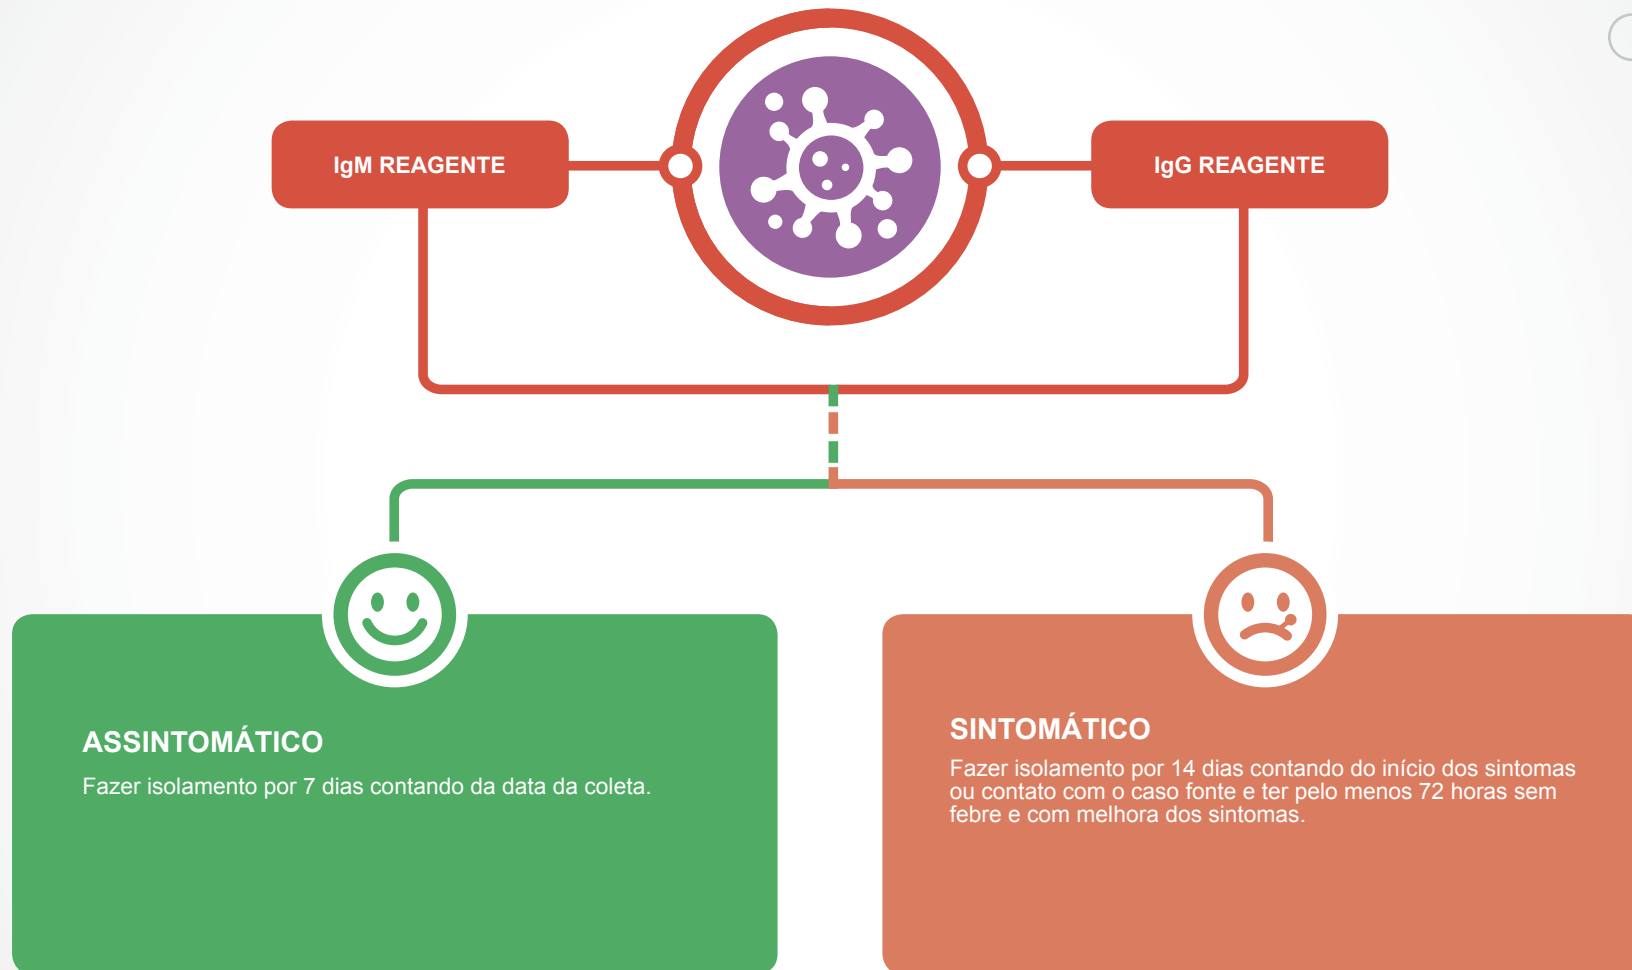 IgM REAGENTE
IgG REAGENTE
ASSINTOMÁTICO
Fazer isolamento por 7 dias contando da data da coleta.
SINTOMÁTICO
Fazer isolamento por 14 dias contando do início dos sintomas
ou contato com o caso fonte e ter pelo menos 72 horas sem
febre e com melhora dos sintomas.